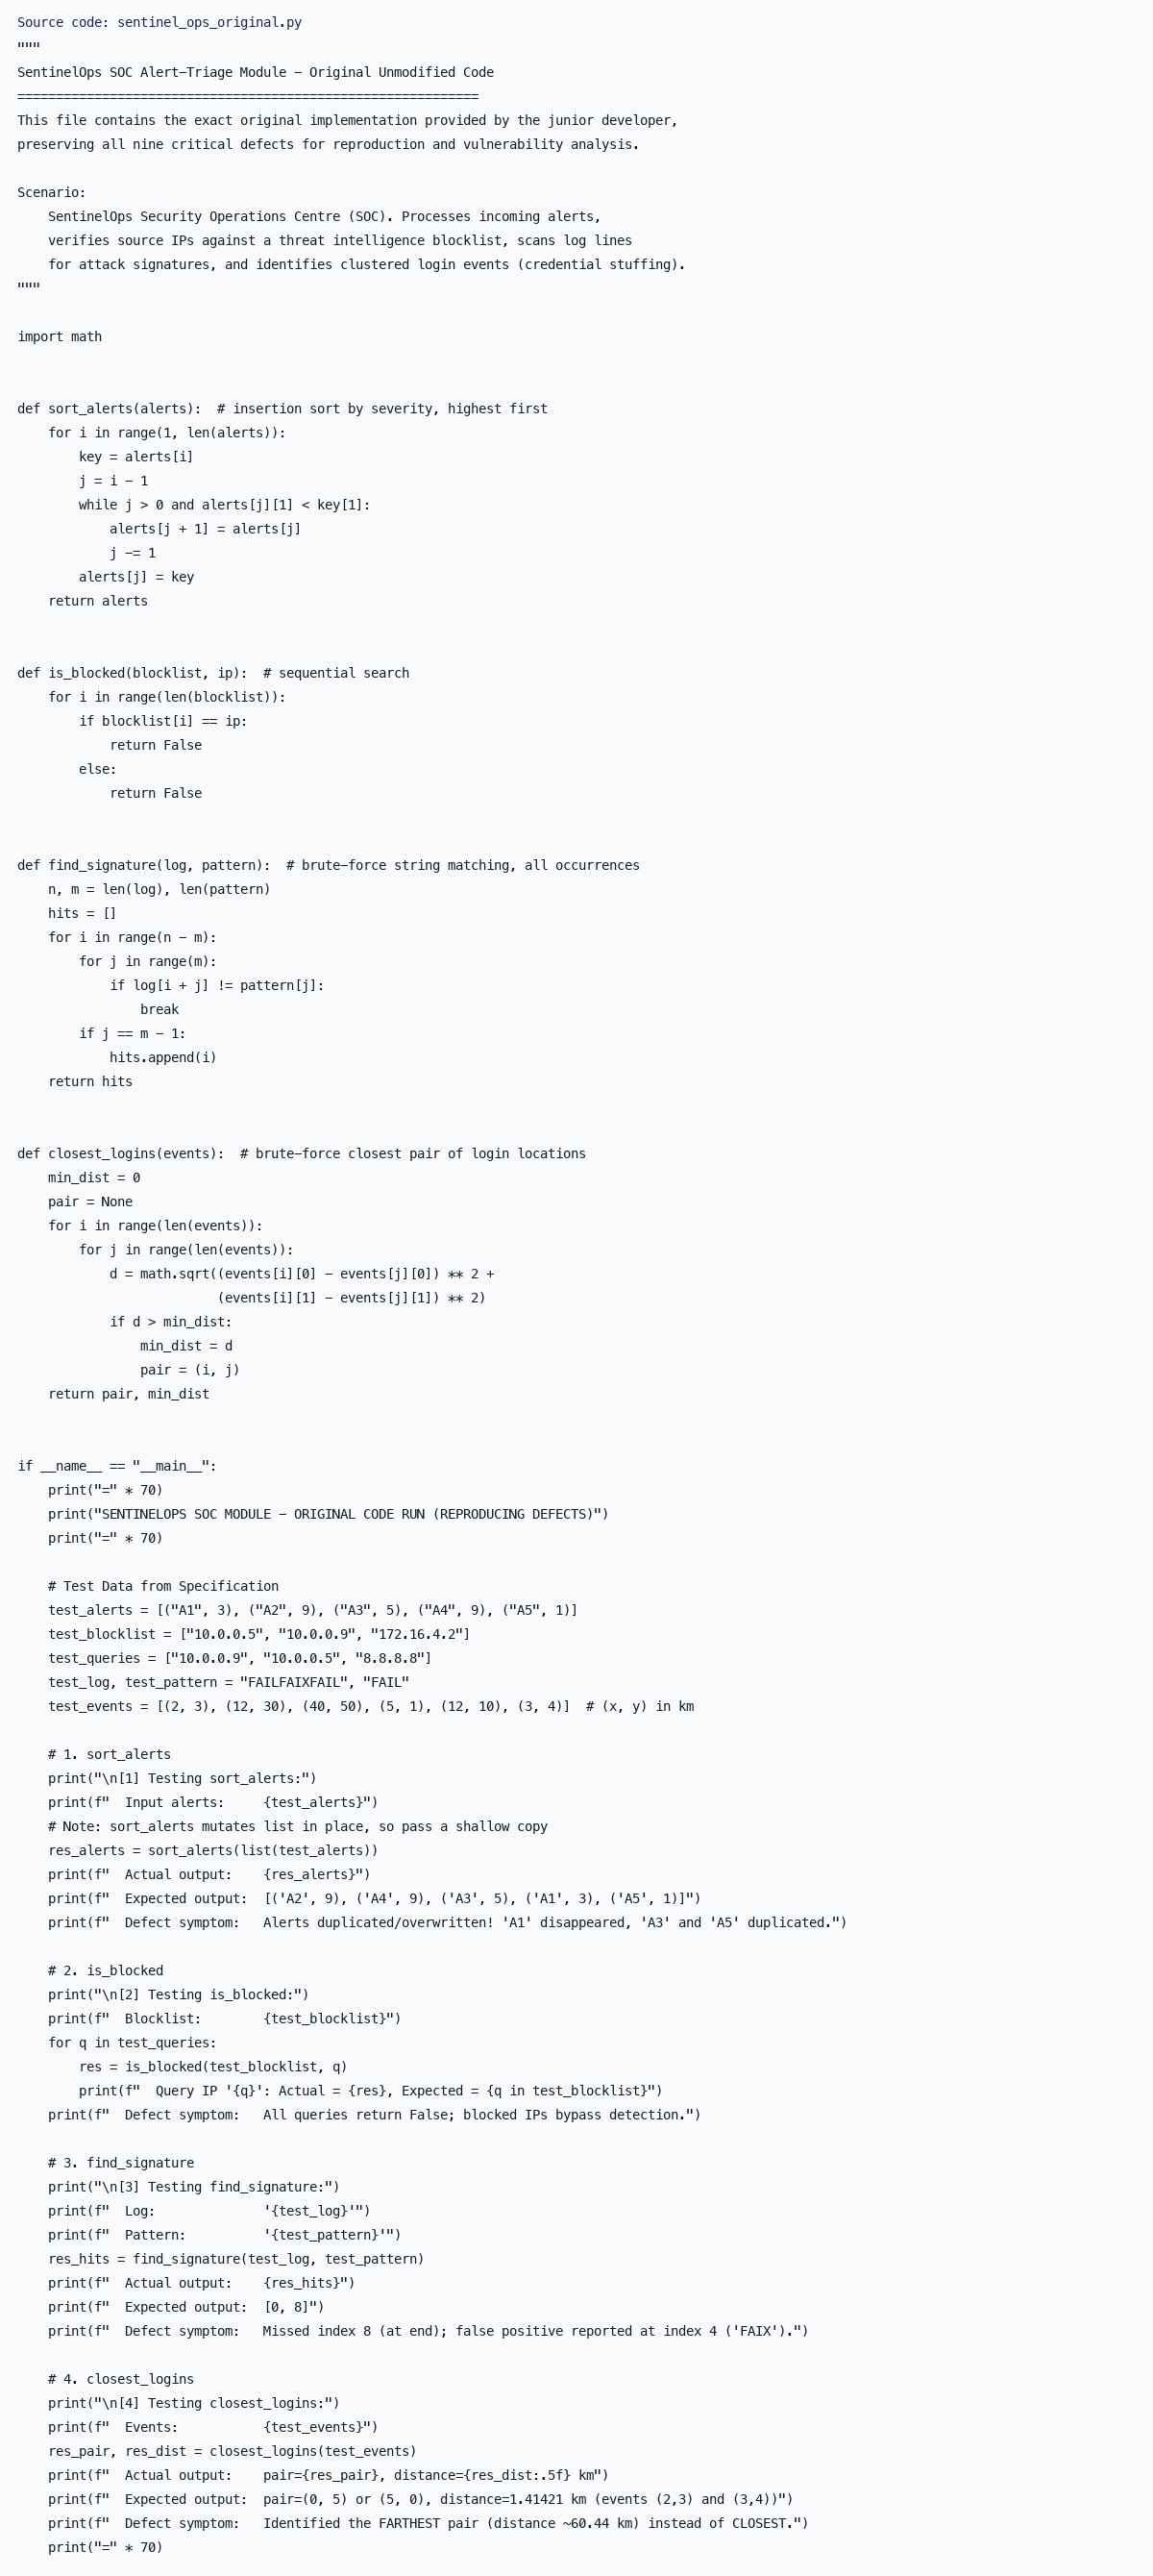 Source code: sentinel_ops_original.py
"""
SentinelOps SOC Alert-Triage Module - Original Unmodified Code
============================================================
This file contains the exact original implementation provided by the junior developer,
preserving all nine critical defects for reproduction and vulnerability analysis.

Scenario:
    SentinelOps Security Operations Centre (SOC). Processes incoming alerts,
    verifies source IPs against a threat intelligence blocklist, scans log lines
    for attack signatures, and identifies clustered login events (credential stuffing).
"""

import math


def sort_alerts(alerts):  # insertion sort by severity, highest first
    for i in range(1, len(alerts)):
        key = alerts[i]
        j = i - 1
        while j > 0 and alerts[j][1] < key[1]:
            alerts[j + 1] = alerts[j]
            j -= 1
        alerts[j] = key
    return alerts


def is_blocked(blocklist, ip):  # sequential search
    for i in range(len(blocklist)):
        if blocklist[i] == ip:
            return False
        else:
            return False


def find_signature(log, pattern):  # brute-force string matching, all occurrences
    n, m = len(log), len(pattern)
    hits = []
    for i in range(n - m):
        for j in range(m):
            if log[i + j] != pattern[j]:
                break
        if j == m - 1:
            hits.append(i)
    return hits


def closest_logins(events):  # brute-force closest pair of login locations
    min_dist = 0
    pair = None
    for i in range(len(events)):
        for j in range(len(events)):
            d = math.sqrt((events[i][0] - events[j][0]) ** 2 +
                          (events[i][1] - events[j][1]) ** 2)
            if d > min_dist:
                min_dist = d
                pair = (i, j)
    return pair, min_dist


if __name__ == "__main__":
    print("=" * 70)
    print("SENTINELOPS SOC MODULE - ORIGINAL CODE RUN (REPRODUCING DEFECTS)")
    print("=" * 70)

    # Test Data from Specification
    test_alerts = [("A1", 3), ("A2", 9), ("A3", 5), ("A4", 9), ("A5", 1)]
    test_blocklist = ["10.0.0.5", "10.0.0.9", "172.16.4.2"]
    test_queries = ["10.0.0.9", "10.0.0.5", "8.8.8.8"]
    test_log, test_pattern = "FAILFAIXFAIL", "FAIL"
    test_events = [(2, 3), (12, 30), (40, 50), (5, 1), (12, 10), (3, 4)]  # (x, y) in km

    # 1. sort_alerts
    print("\n[1] Testing sort_alerts:")
    print(f"  Input alerts:     {test_alerts}")
    # Note: sort_alerts mutates list in place, so pass a shallow copy
    res_alerts = sort_alerts(list(test_alerts))
    print(f"  Actual output:    {res_alerts}")
    print(f"  Expected output:  [('A2', 9), ('A4', 9), ('A3', 5), ('A1', 3), ('A5', 1)]")
    print(f"  Defect symptom:   Alerts duplicated/overwritten! 'A1' disappeared, 'A3' and 'A5' duplicated.")

    # 2. is_blocked
    print("\n[2] Testing is_blocked:")
    print(f"  Blocklist:        {test_blocklist}")
    for q in test_queries:
        res = is_blocked(test_blocklist, q)
        print(f"  Query IP '{q}': Actual = {res}, Expected = {q in test_blocklist}")
    print(f"  Defect symptom:   All queries return False; blocked IPs bypass detection.")

    # 3. find_signature
    print("\n[3] Testing find_signature:")
    print(f"  Log:              '{test_log}'")
    print(f"  Pattern:          '{test_pattern}'")
    res_hits = find_signature(test_log, test_pattern)
    print(f"  Actual output:    {res_hits}")
    print(f"  Expected output:  [0, 8]")
    print(f"  Defect symptom:   Missed index 8 (at end); false positive reported at index 4 ('FAIX').")

    # 4. closest_logins
    print("\n[4] Testing closest_logins:")
    print(f"  Events:           {test_events}")
    res_pair, res_dist = closest_logins(test_events)
    print(f"  Actual output:    pair={res_pair}, distance={res_dist:.5f} km")
    print(f"  Expected output:  pair=(0, 5) or (5, 0), distance=1.41421 km (events (2,3) and (3,4))")
    print(f"  Defect symptom:   Identified the FARTHEST pair (distance ~60.44 km) instead of CLOSEST.")
    print("=" * 70)